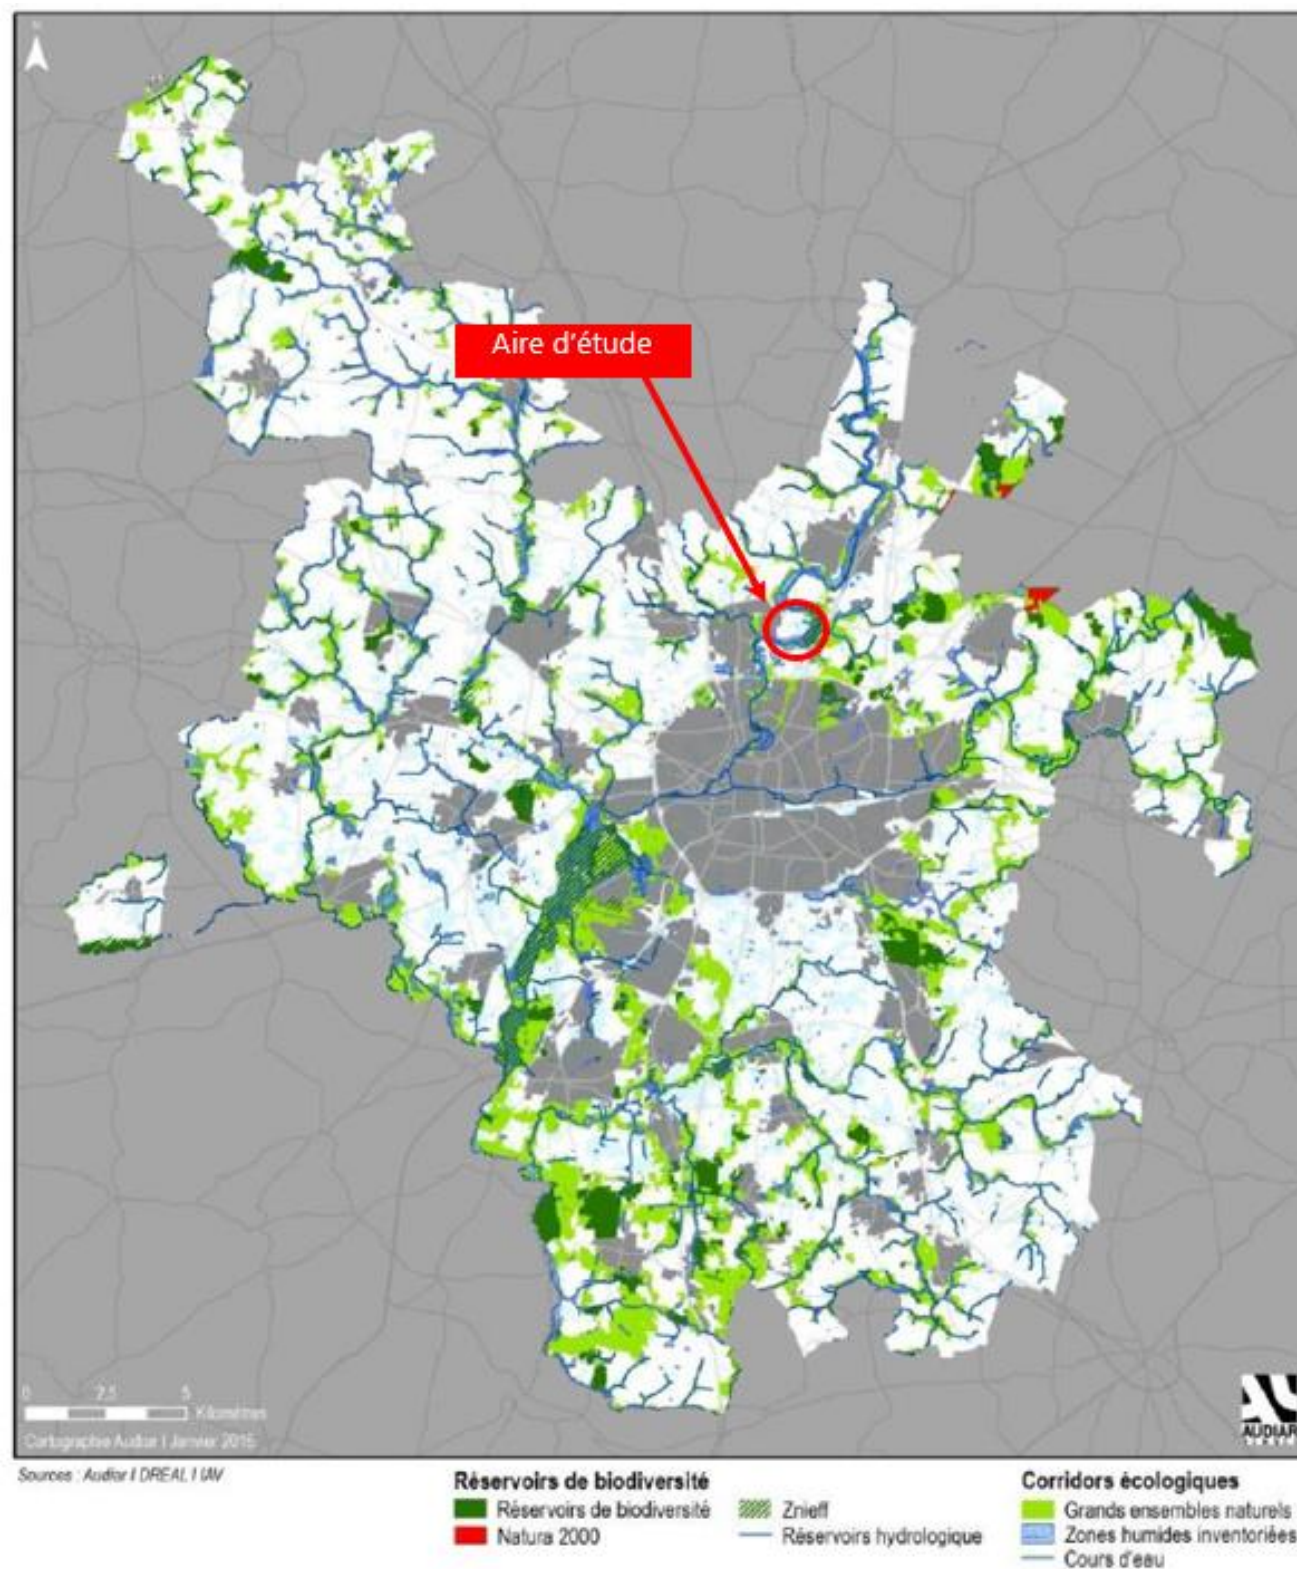 N
Aire d'étude
0 2.5 5
Kilomètres
Cartographie Audiar I Janvier 2015
AUDIAR
Sources : Audiar I DREAL I IAV
Réservoirs de biodiversité
Réservoirs de biodiversité
Natura 2000
Znieff
Réservoirs hydrologique
Corridors écologiques
Grands ensembles naturels
Zones humides inventoriées
Cours d'eau